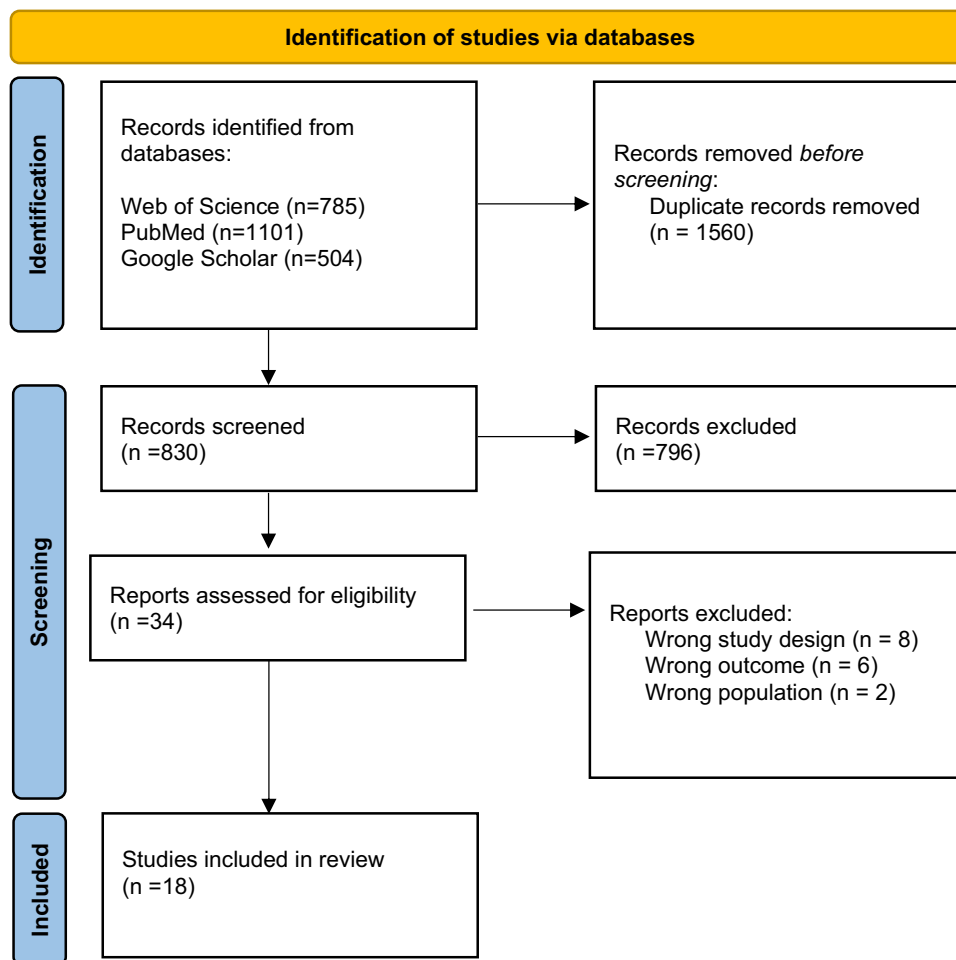 Identification of studies via databases
Identification
Records identified from
databases:
Web of Science (n=785)
PubMed (n=1101)
Google Scholar (n=504)
Records removed before
screening:
Duplicate records removed
(n = 1560)
Screening
Records screened
(n =830)
Records excluded
(n =796)
Reports assessed for eligibility
(n =34)
Reports excluded:
Wrong study design (n = 8)
Wrong outcome (n = 6)
Wrong population (n = 2)
Included
Studies included in review
(n =18)